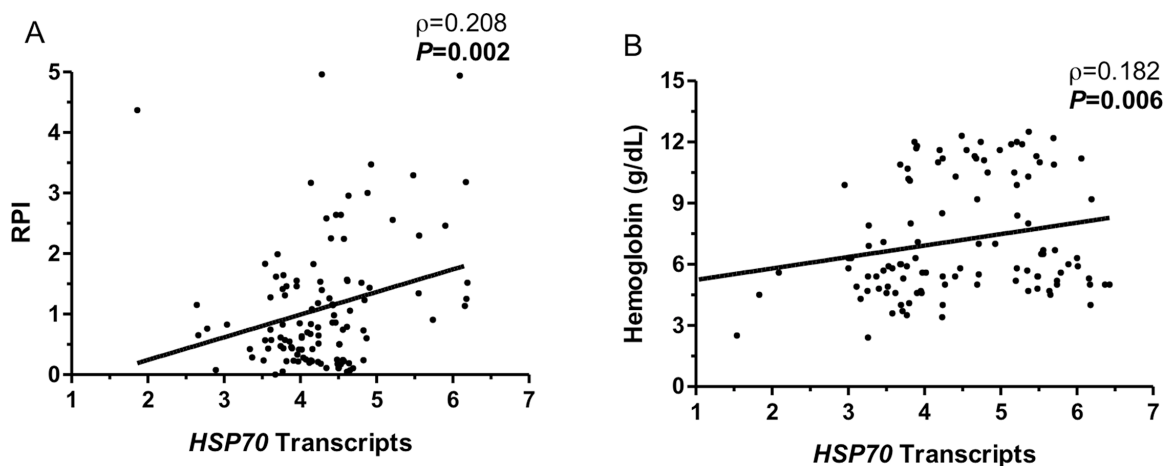 A
ρ=0.208
P=0.002
5
4
3
2
1
0
RPI
1 2 3 4 5 6 7
HSP70 Transcripts
B
ρ=0.182
P=0.006
15
12
9
6
3
0
Hemoglobin (g/dL)
1 2 3 4 5 6 7
HSP70 Transcripts